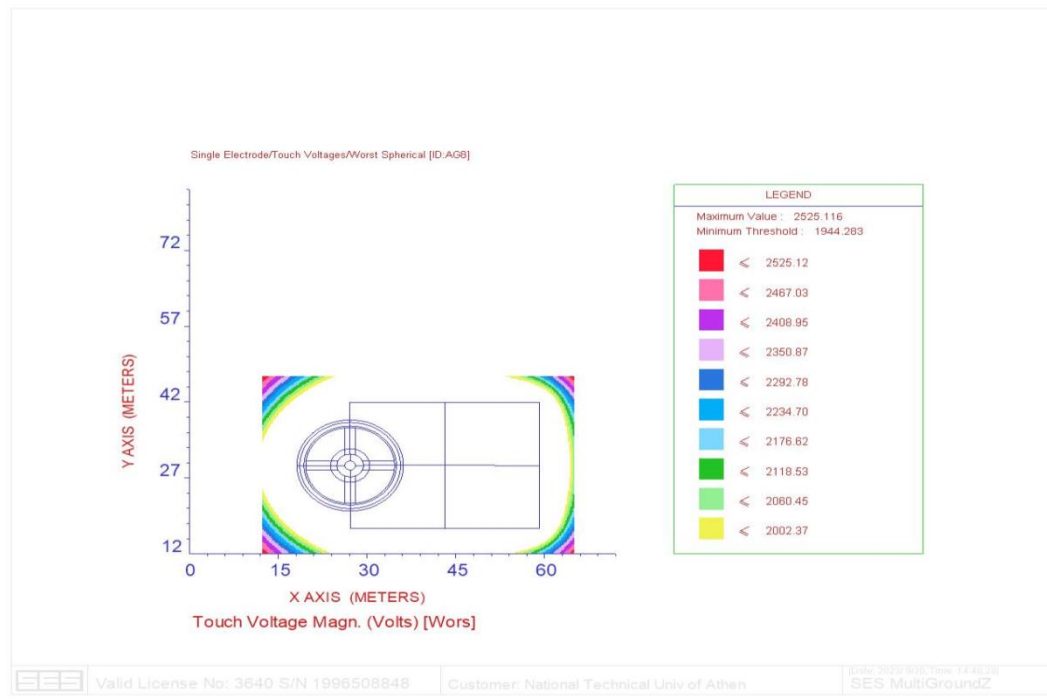 Single Electrode/Touch Voltages/Worst Spherical [ID:AG8]
LEGEND
Maximum Value : 2525.116
Minimum Threshold : 1944.283
⩽ 2525.12
⩽ 2467.03
⩽ 2408.95
⩽ 2350.87
⩽ 2292.78
⩽ 2234.70
⩽ 2176.62
⩽ 2118.53
⩽ 2060.45
⩽ 2002.37
Y AXIS (METERS)
72
57
42
27
12
0 15 30 45 60
X AXIS (METERS)
Touch Voltage Magn. (Volts) [Wors]
SES
Valid License No: 3640 S/N 1996508848
Customer: National Technical Univ of Athen
SES MultiGroundZ